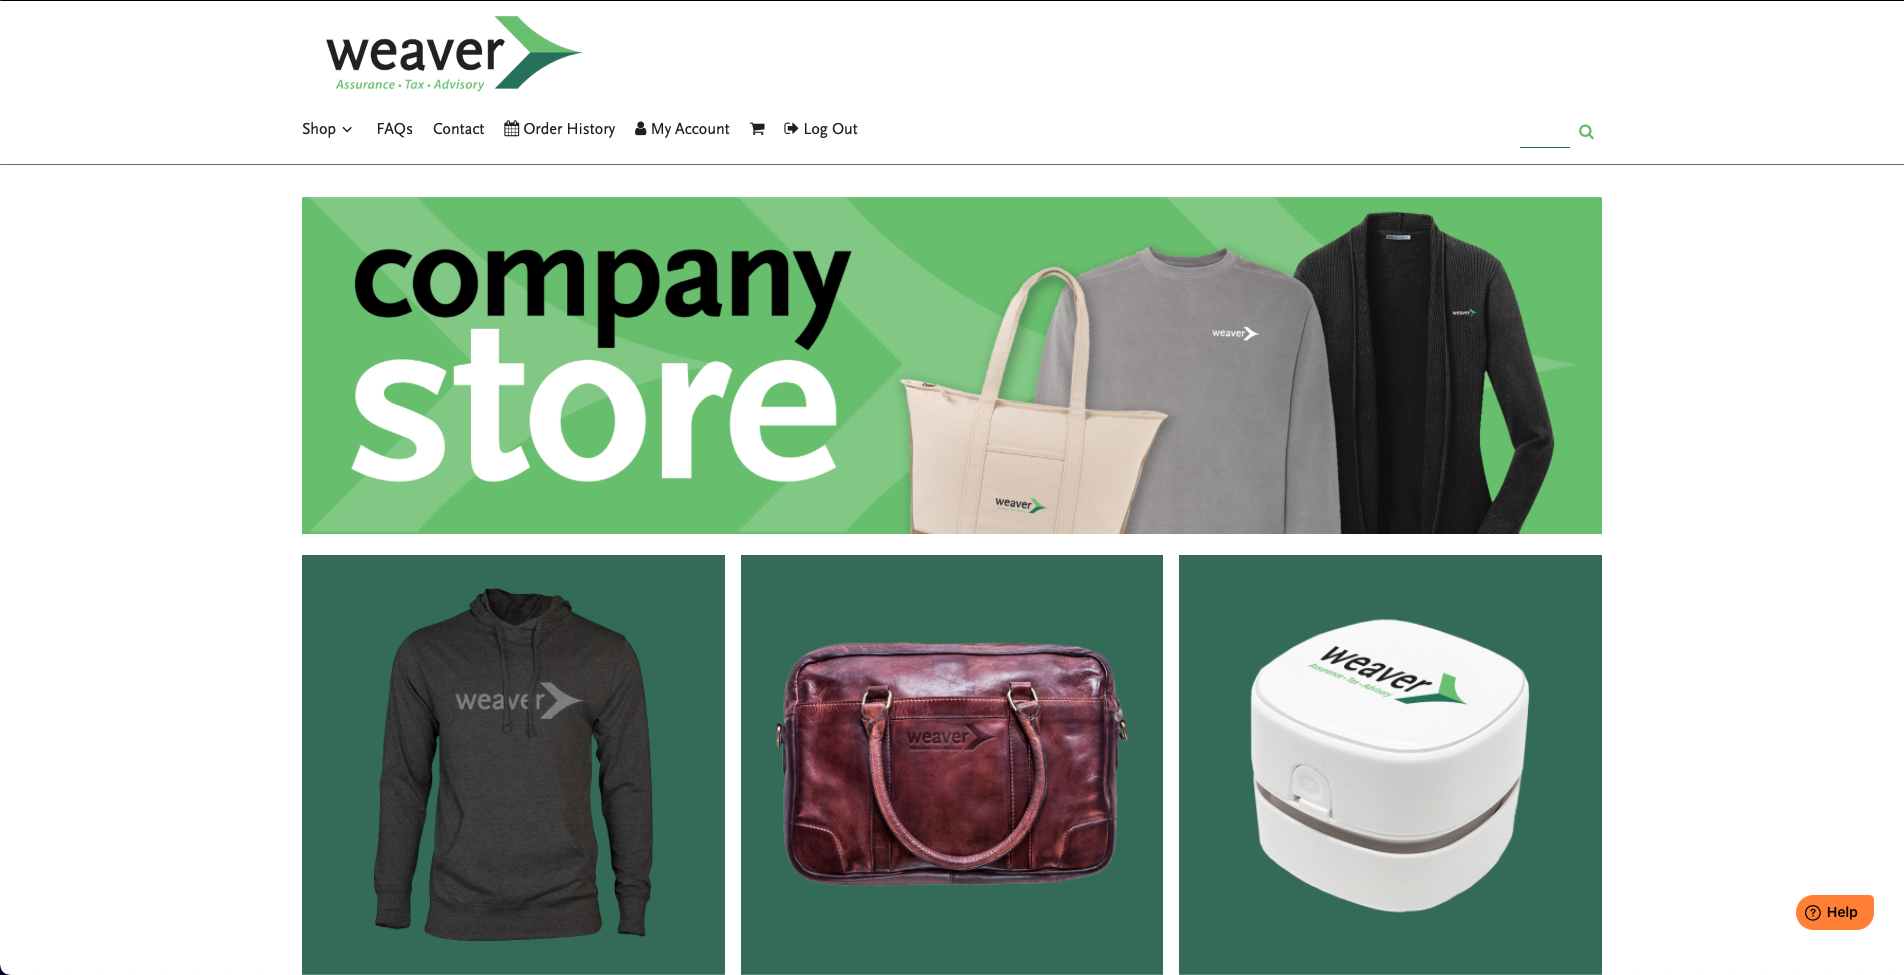 weaver
Assurance • Tax • Advisory
Shop
FAQs
Contact
Order History
My Account
Log Out
company
store
weaver
weaver
weaver
weaver
weaver
weaver
Assurance • Tax • Advisory
Help